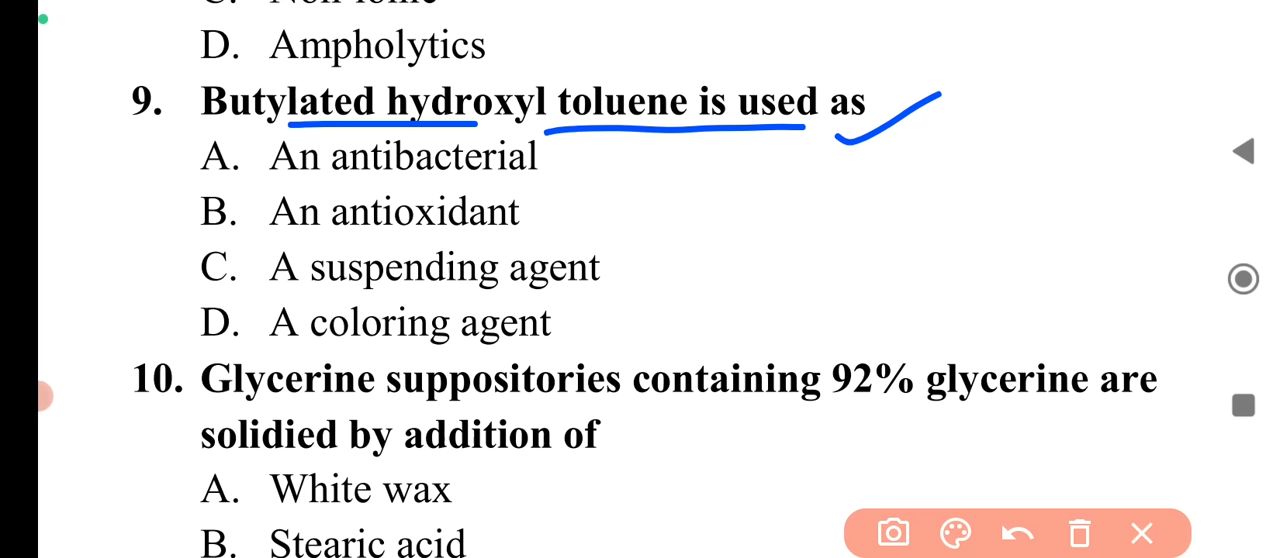 D. Ampholytics
9. Butylated hydroxyl toluene is used as
A. An antibacterial
B. An antioxidant
C. A suspending agent
D. A coloring agent
10. Glycerine suppositories containing 92% glycerine are
solidied by addition of
A. White wax
B. Stearic acid